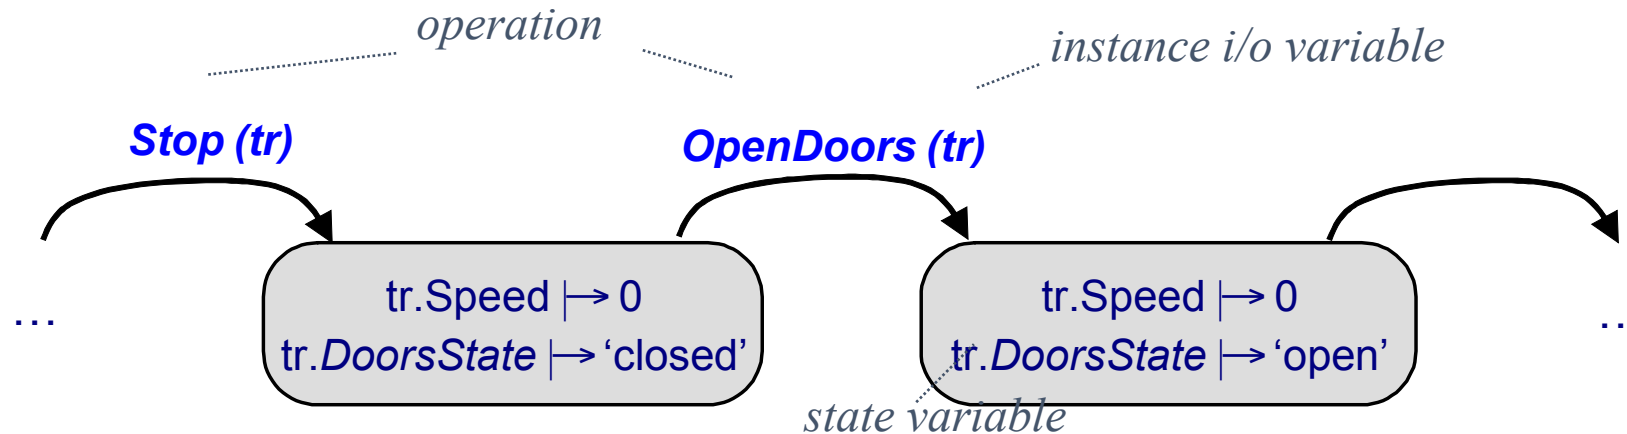 operation
instance i/o variable
Stop (tr)
OpenDoors (tr)
tr.Speed |→ 0
tr.DoorsState |→ ‘closed’
tr.Speed |→ 0
tr.DoorsState |→ ‘open’
...
..
state variable